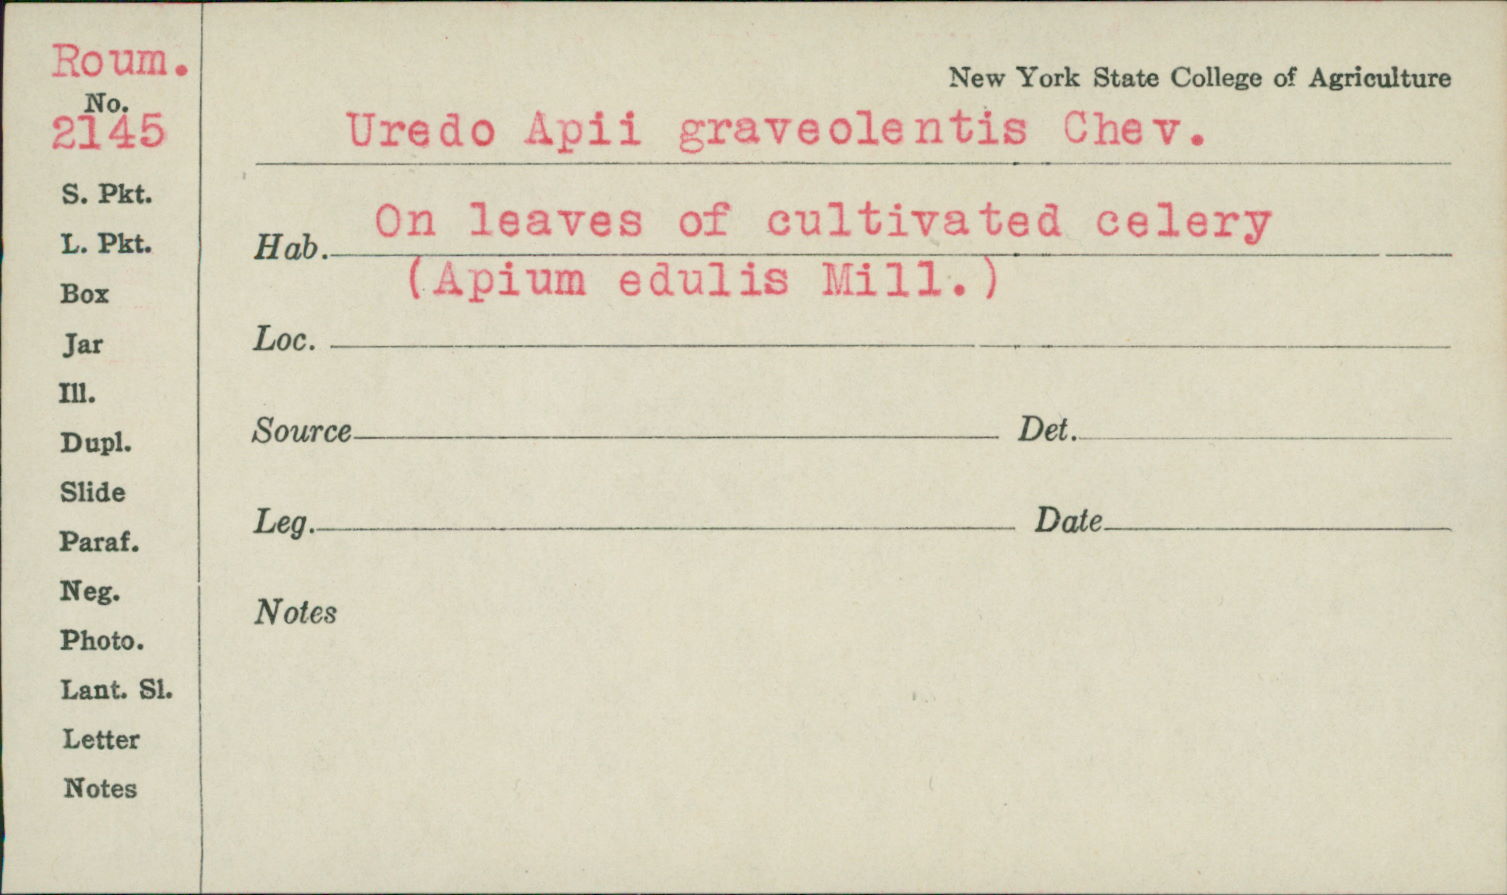 Roum.
No.
2145
S. Pkt.
L. Pkt.
Box
Jar
Ill.
Dupl.
Slide
Paraf.
Neg.
Photo.
Lant. Sl.
Letter
Notes
New York State College of Agriculture
Uredo Apii graveolentis Chev.
Hab. On leaves of cultivated celery
(Apium edulis Mill.)
Loc.
Source Det.
Leg. Date
Notes